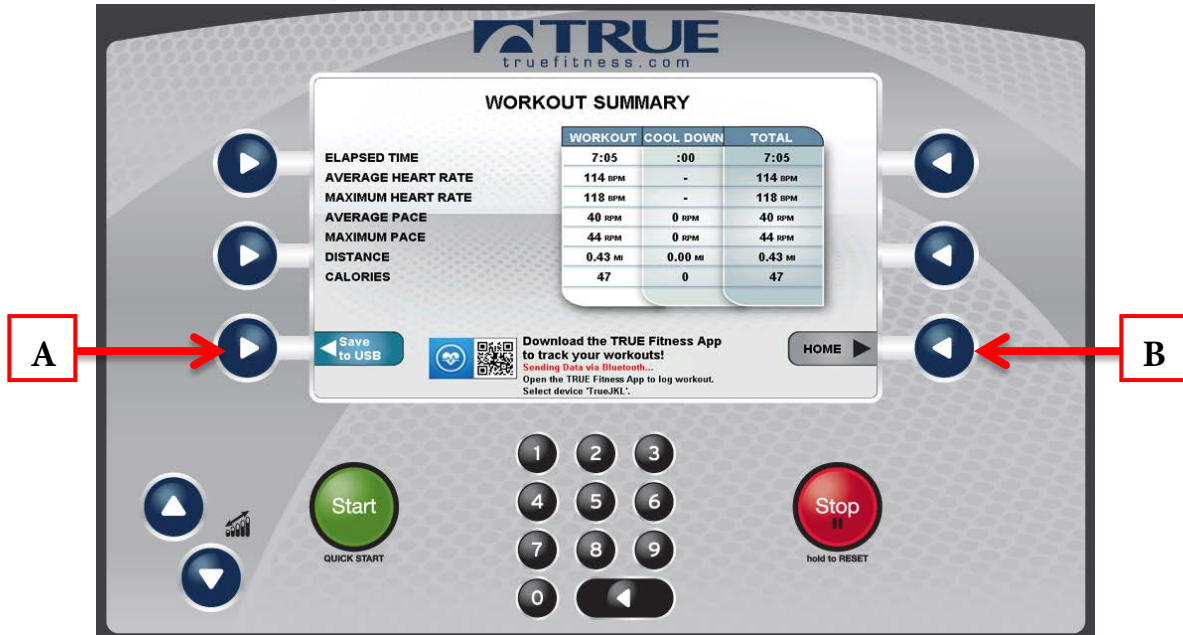 TRUE
truefitness.com
WORKOUT SUMMARY
WORKOUT COOL DOWN TOTAL
ELAPSED TIME 7:05 :00 7:05
AVERAGE HEART RATE 114 BPM - 114 BPM
MAXIMUM HEART RATE 118 BPM - 118 BPM
AVERAGE PACE 40 RPM 0 RPM 40 RPM
MAXIMUM PACE 44 RPM 0 RPM 44 RPM
DISTANCE 0.43 MI 0.00 MI 0.43 MI
CALORIES 47 0 47
A
Save
to USB
Download the TRUE Fitness App
to track your workouts!
Sending Data via Bluetooth...
Open the TRUE Fitness App to log workout.
Select device 'TrueJKL'.
HOME
B
1 2 3
4 5 6
7 8 9
0
Start
QUICK START
Stop
hold to RESET